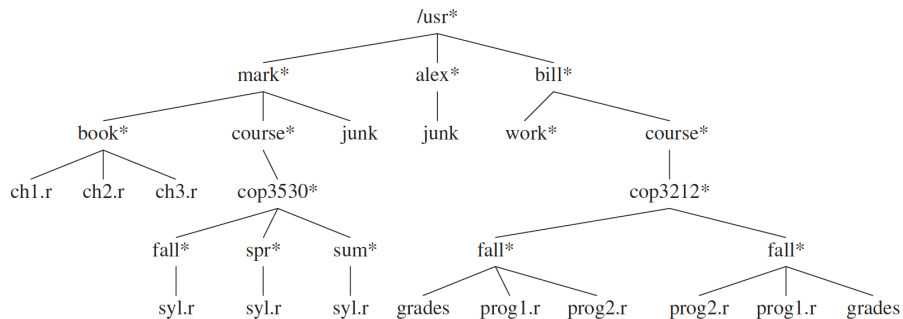 /usr*
mark* alex* bill*
book* course* junk junk work* course*
ch1.r ch2.r ch3.r cop3530* cop3212*
fall* spr* sum* fall* fall*
syl.r syl.r syl.r grades prog1.r prog2.r prog2.r prog1.r grades